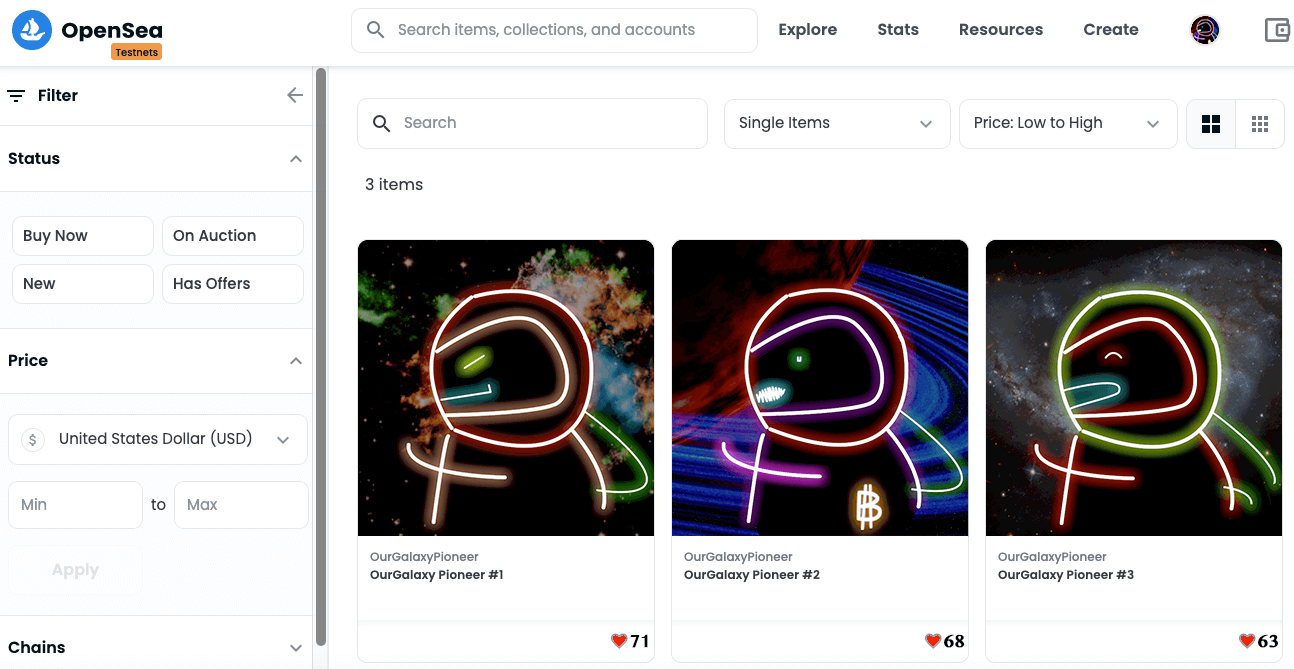 OpenSea
Testnets
Search items, collections, and accounts
Explore
Stats
Resources
Create
Filter
Search
Single Items
Price: Low to High
Status
3 items
Buy Now
On Auction
New
Has Offers
Price
$
United States Dollar (USD)
Min
to
Max
Apply
Chains
OurGalaxyPioneer
OurGalaxy Pioneer #1
71
OurGalaxyPioneer
OurGalaxy Pioneer #2
68
OurGalaxyPioneer
OurGalaxy Pioneer #3
63